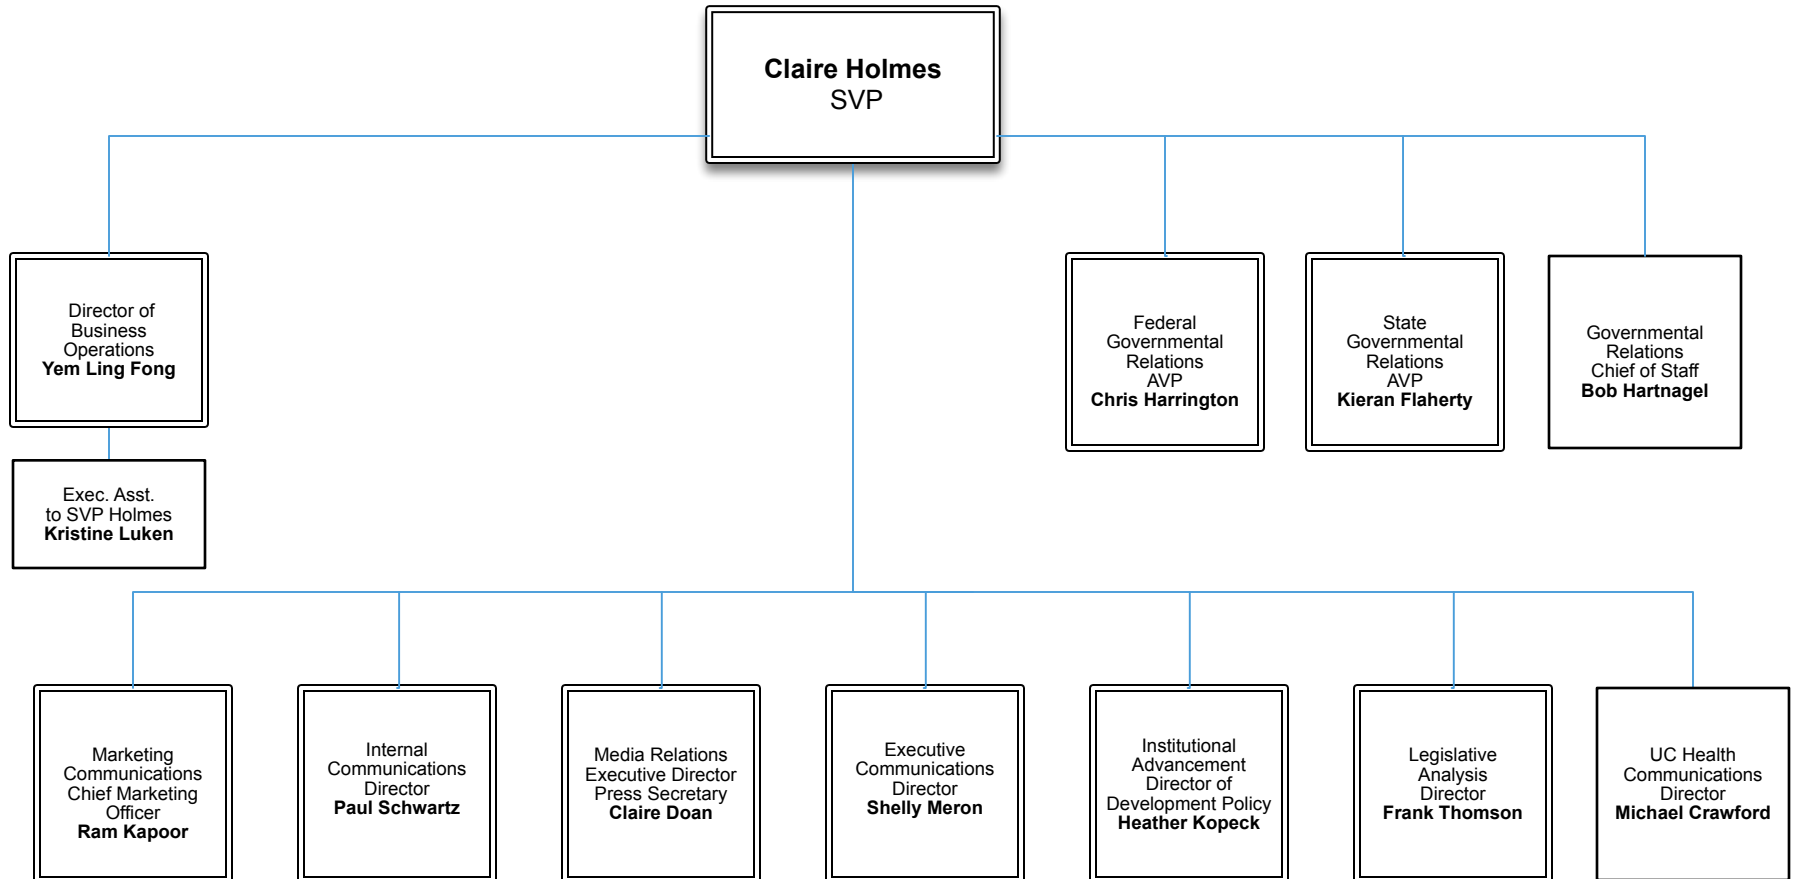 Claire Holmes
SVP
Director of
Business
Operations
Yem Ling Fong
Federal
Governmental
Relations
AVP
Chris Harrington
State
Governmental
Relations
AVP
Kieran Flaherty
Governmental
Relations
Chief of Staff
Bob Hartnagel
Exec. Asst.
to SVP Holmes
Kristine Luken
Marketing
Communications
Chief Marketing
Officer
Ram Kapoor
Internal
Communications
Director
Paul Schwartz
Media Relations
Executive Director
Press Secretary
Claire Doan
Executive
Communications
Director
Shelly Meron
Institutional
Advancement
Director of
Development Policy
Heather Kopeck
Legislative
Analysis
Director
Frank Thomson
UC Health
Communications
Director
Michael Crawford